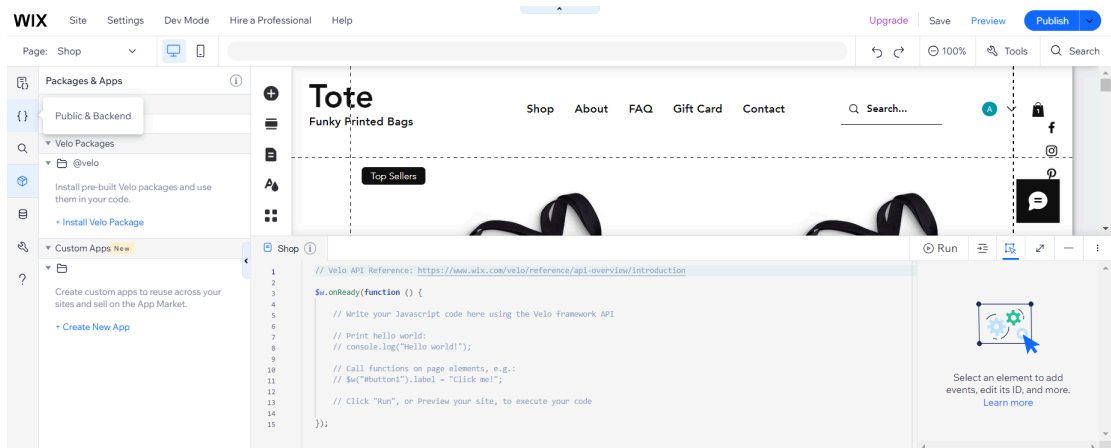 WIX Site Settings Dev Mode Hire a Professional Help Upgrade Save Preview Publish
Page: Shop 100% Tools Search
Packages & Apps
Public & Backend
Velo Packages
@velo
Install pre-built Velo packages and use
them in your code.
+ Install Velo Package
Custom Apps New
Create custom apps to reuse across your
sites and sell on the App Market.
+ Create New App
Tote
Funky Printed Bags
Shop About FAQ Gift Card Contact Search... A 1
Top Sellers
Shop Run
1 // Velo API Reference: https://www.wix.com/velo/reference/api-overview/introduction
2
3 $w.onReady(function () {
4
5 // Write your Javascript code here using the Velo framework API
6
7 // Print hello world:
8 // console.log("Hello world!");
9
10 // Call functions on page elements, e.g.:
11 // $w("#button1").label = "Click me!";
12
13 // Click "Run", or Preview your site, to execute your code
14
15 });
Select an element to add
events, edit its ID, and more.
Learn more